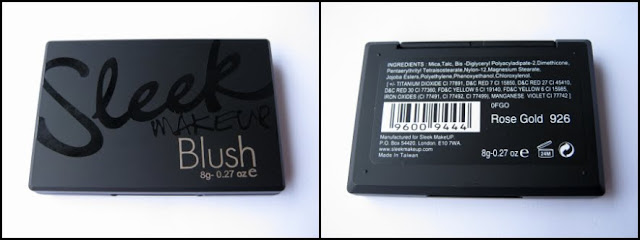 Sleek
MAKEUP
Blush
8g- 0.27 oz e
INGREDIENTS : Mica,Talc, Bis -Diglyceryl Polyacyladipate-2,Dimethicone,
Pentaerythrityl Tetraisostearate,Nylon-12,Magnesium Stearate,
Jojoba Esters,Polyethylene,Phenoxyethanol,Chloroxylenol.
[ +/- TITANIUM DIOXIDE CI 77891, D&C RED 7 CI 15850, D&C RED 27 CI 45410,
D&C RED 30 CI 77360, FD&C YELLOW 5 CI 19140, FD&C YELLOW 6 CI 15985,
IRON OXIDES (CI 77491, CI 77492, CI 77499), MANGANESE VIOLET CI 77742 ]
0FGO
9600 9444
Rose Gold 926
Manufactured for Sleek MakeUP.
P.O. Box 54420, London. E10 7WA.
www.sleekmakeup.com
Made In Taiwan
8g-0.27 oz e
24M